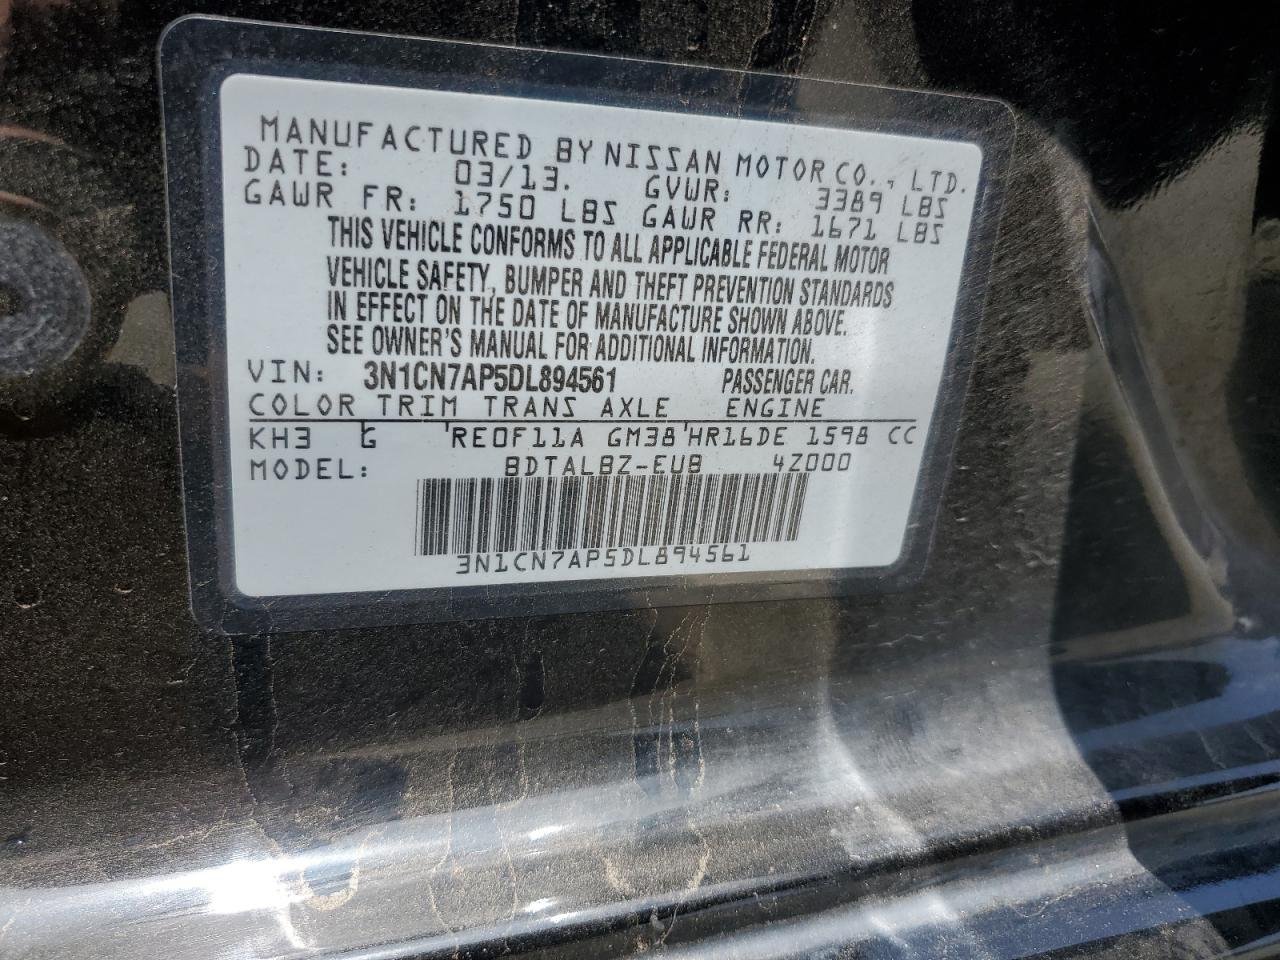 MANUFACTURED BY NISSAN MOTOR CO., LTD.
DATE: 03/13. GVWR: 3389 LBS
GAWR FR: 1750 LBS GAWR RR: 1671 LBS
THIS VEHICLE CONFORMS TO ALL APPLICABLE FEDERAL MOTOR
VEHICLE SAFETY, BUMPER AND THEFT PREVENTION STANDARDS
IN EFFECT ON THE DATE OF MANUFACTURE SHOWN ABOVE.
SEE OWNER'S MANUAL FOR ADDITIONAL INFORMATION.
VIN: 3N1CN7AP5DL894561 PASSENGER CAR.
COLOR TRIM TRANS AXLE ENGINE
KH3 G RE0F11A GM38 HR16DE 1598 CC
MODEL: BDTALBZ-EUB 4Z000
3N1CN7AP5DL894561